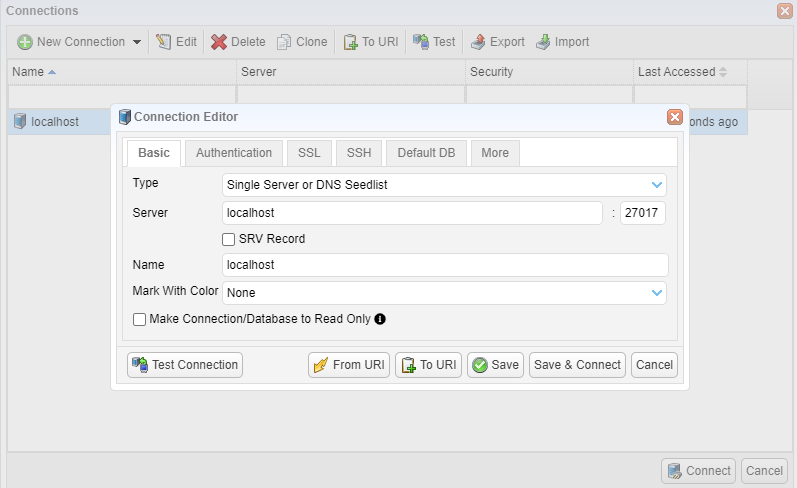 Connections
New Connection Edit Delete Clone To URI Test Export Import
Name Server Security Last Accessed
localhost onds ago
Connection Editor
Basic Authentication SSL SSH Default DB More
Type Single Server or DNS Seedlist
Server localhost : 27017
SRV Record
Name localhost
Mark With Color None
Make Connection/Database to Read Only
Test Connection From URI To URI Save Save & Connect Cancel
Connect Cancel